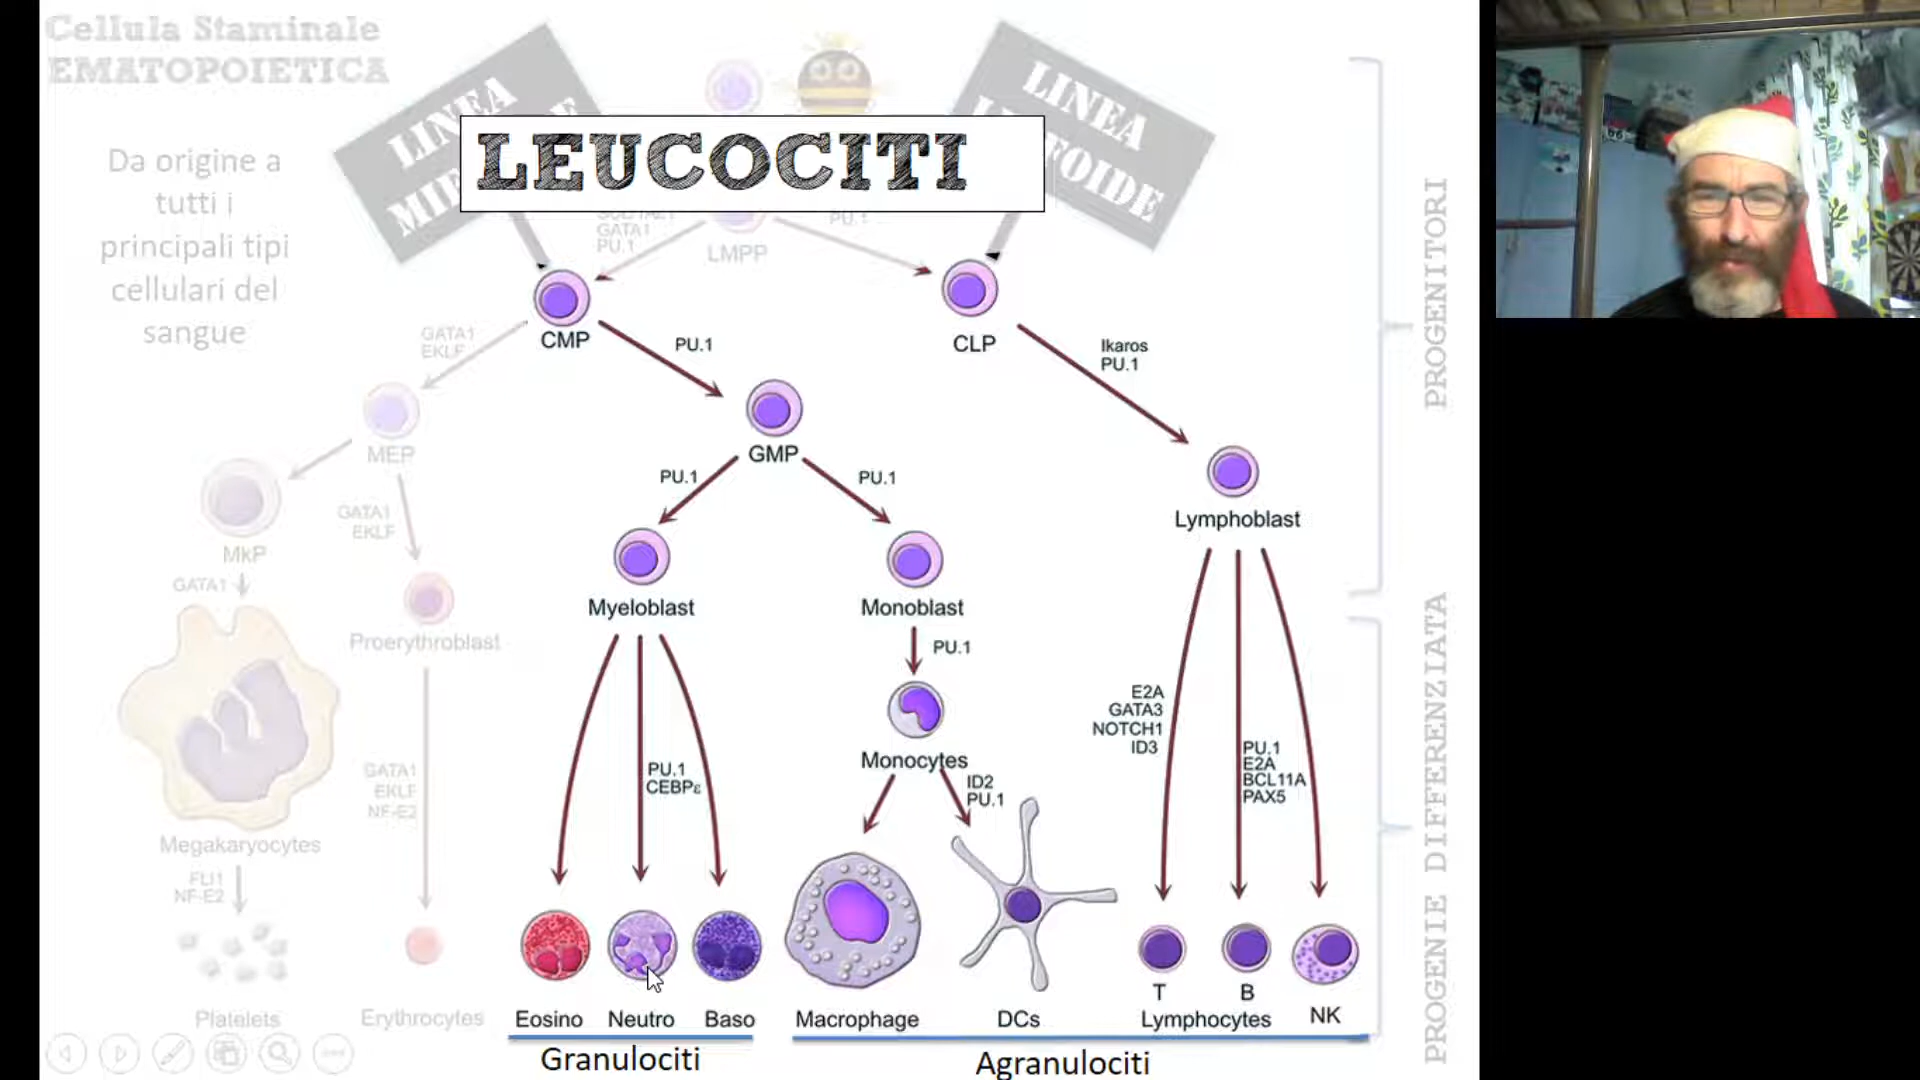 Cellula Staminale
EMATOPOIETICA
Da origine a
tutti i
principali tipi
cellulari del
sangue
LINEA
LINEA
LEUCOCITI
GATA1
PU.1
PU.1
LMPP
CMP
CLP
GATA1
EKLF
PU.1
Ikaros
PU.1
MEP
GMP
PU.1
PU.1
MkP
GATA1
EKLF
GATA1
Lymphoblast
Myeloblast
Monoblast
Proerythroblast
PU.1
E2A
GATA3
NOTCH1
ID3
PU.1
E2A
BCL11A
PAX5
Monocytes
PU.1
CEBPε
ID2
PU.1
GATA1
EKLF
NF-E2
Megakaryocytes
FLI1
NF-E2
Platelets
Erythrocytes
Eosino
Neutro
Baso
Macrophage
DCs
T
B
Lymphocytes
NK
Granulociti
Agranulociti
PROGENITORI
PROGENIE DIFFERENZIATA